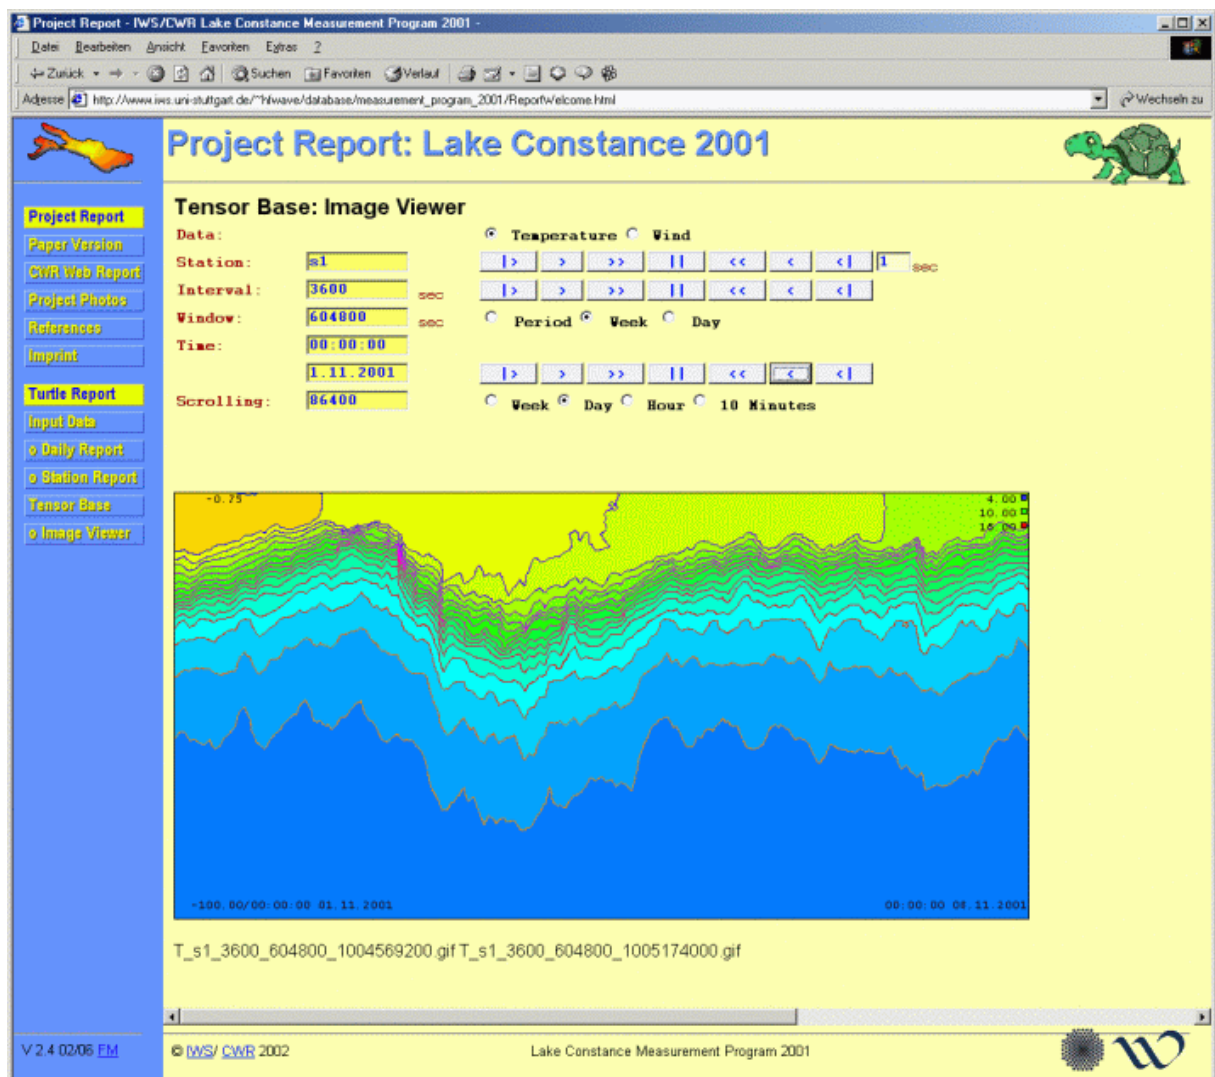 Project Report - IWS/CWR Lake Constance Measurement Program 2001 -
Datei Bearbeiten Ansicht Favoriten Extras ?
Zurück Suchen Favoriten Verlauf
Adresse http://www.iws.uni-stuttgart.de/~hlwave/database/measurement_program_2001/ReportWelcome.html Wechseln zu
Project Report: Lake Constance 2001
Project Report
Paper Version
CWR Web Report
Project Photos
References
Imprint
Turtle Report
Input Data
o Daily Report
o Station Report
Tensor Base
o Image Viewer
Tensor Base: Image Viewer
Data: Temperature Wind
Station: s1 |> > >> || << < <| 1 sec
Interval: 3600 sec |> > >> || << < <|
Window: 604800 sec Period Week Day
Time: 00:00:00
1.11.2001 |> > >> || << < <|
Scrolling: 86400 Week Day Hour 10 Minutes
-0.75 4.00
10.00
16.00
-100.00/00:00:00 01.11.2001 00:00:00 08.11.2001
T_s1_3600_604800_1004569200.gif T_s1_3600_604800_1005174000.gif
V 2.4 02/06 FM © IWS/ CWR 2002 Lake Constance Measurement Program 2001